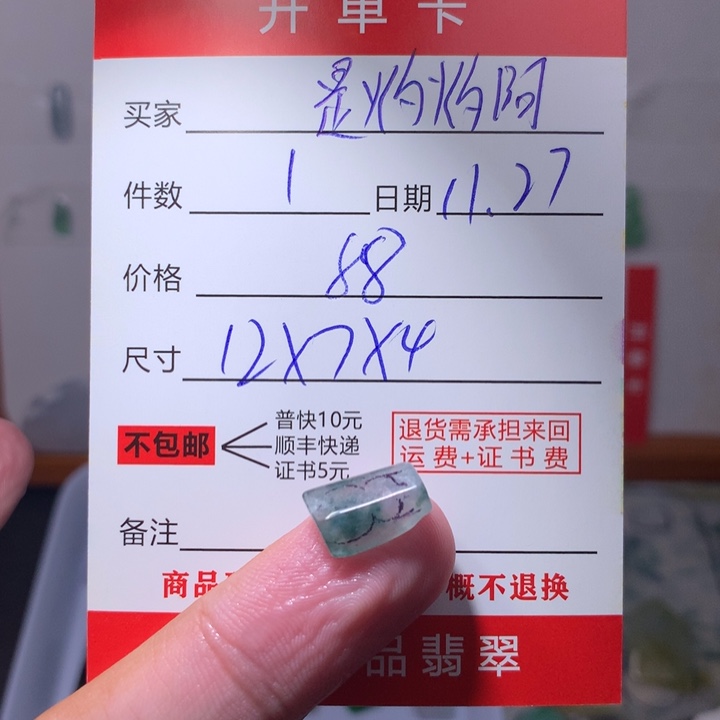 开单卡
买家 是灼灼阿
件数 1 日期 11.27
价格 88
尺寸 12X7X4
不包邮
普快10元
顺丰快递
证书5元
退货需承担来回
运费+证书费
备注
商品 概不退换
品翡翠